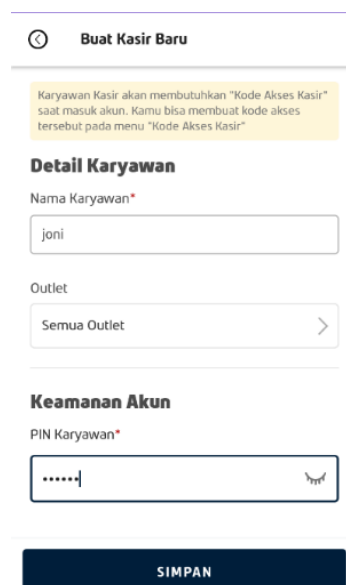 Buat Kasir Baru
Karyawan Kasir akan membutuhkan "Kode Akses Kasir"
saat masuk akun. Kamu bisa membuat kode akses
tersebut pada menu "Kode Akses Kasir"
Detail Karyawan
Nama Karyawan*
joni
Outlet
Semua Outlet
Keamanan Akun
PIN Karyawan*
••••••
SIMPAN